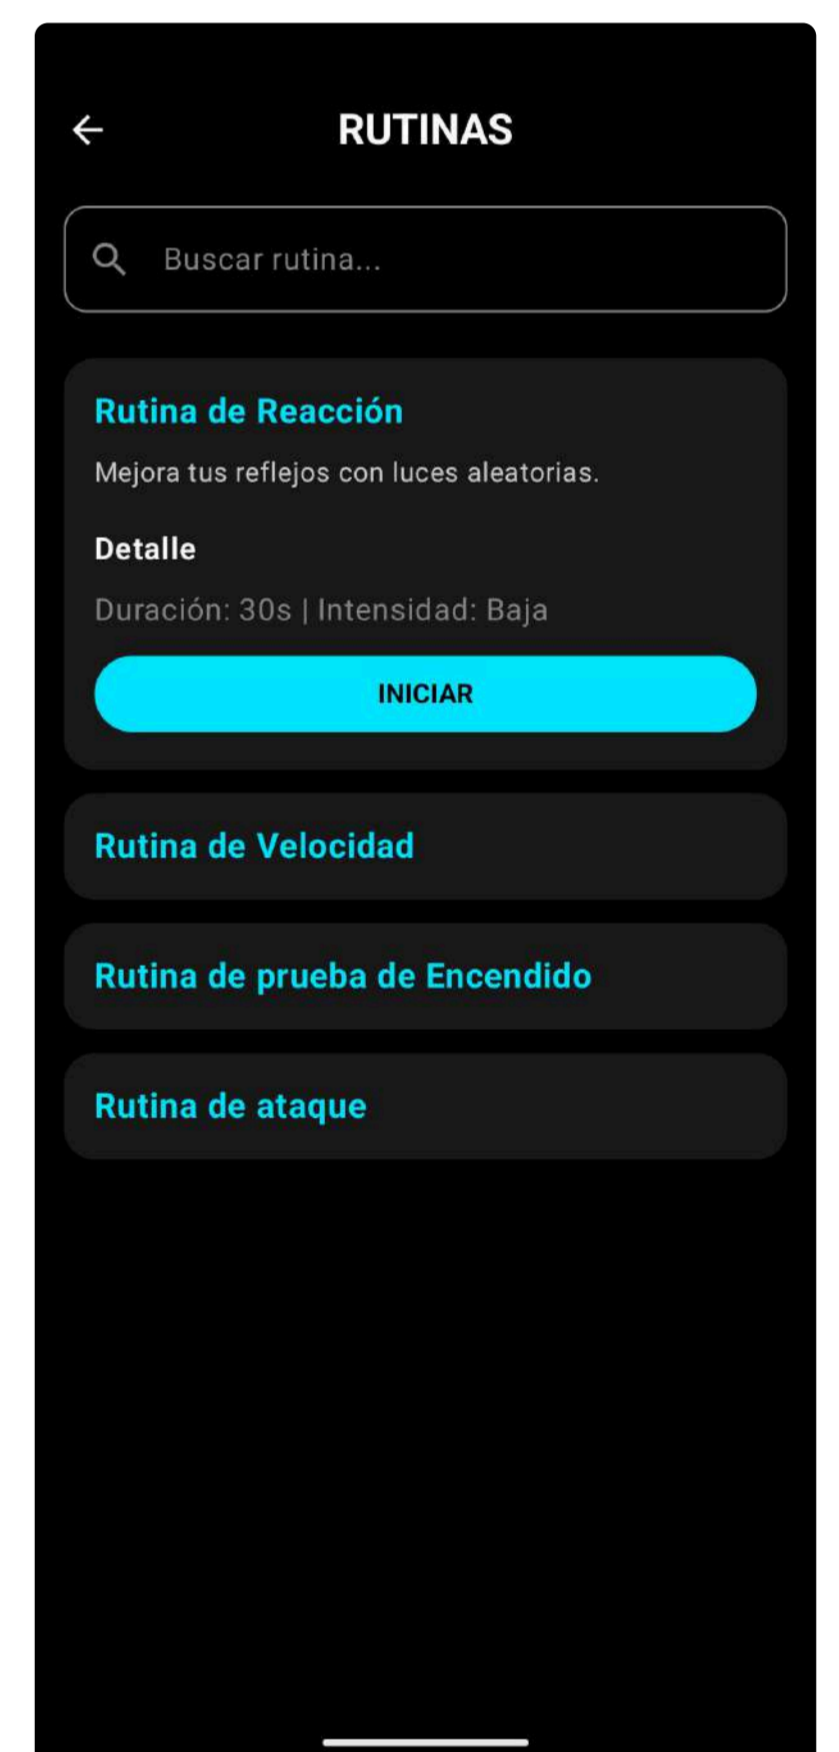 RUTINAS
Buscar rutina...
Rutina de Reacción
Mejora tus reflejos con luces aleatorias.
Detalle
Duración: 30s | Intensidad: Baja
INICIAR
Rutina de Velocidad
Rutina de prueba de Encendido
Rutina de ataque